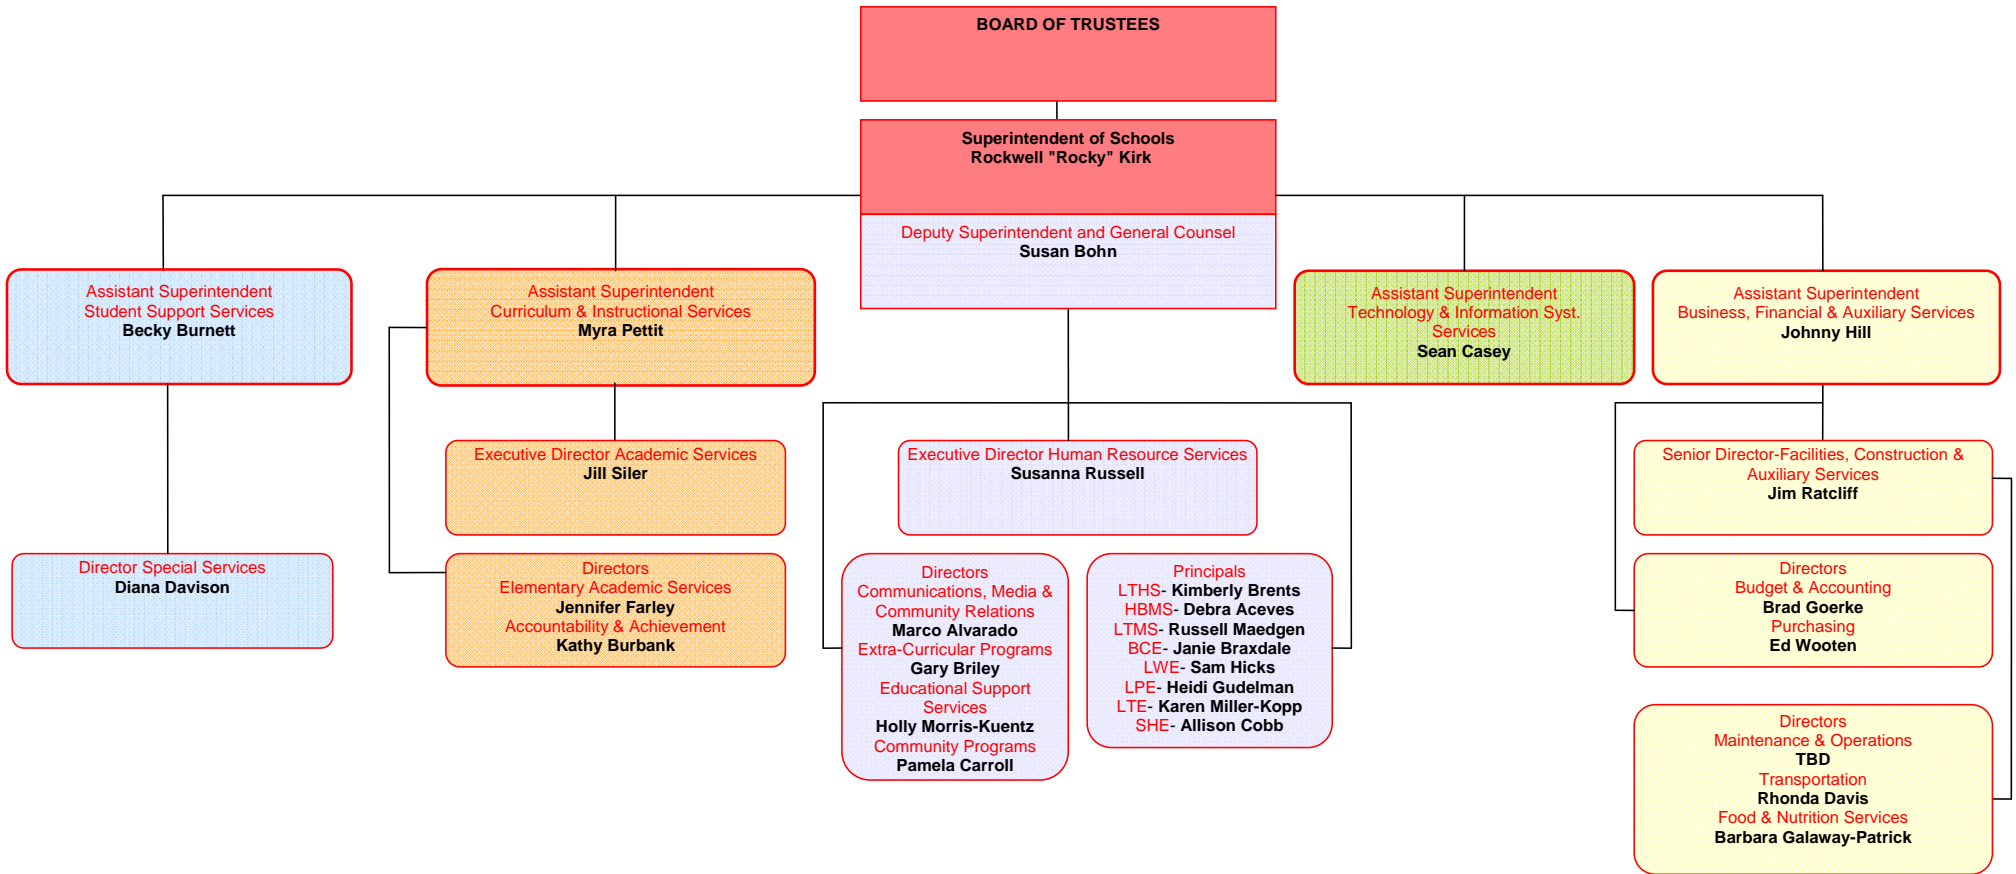 BOARD OF TRUSTEES
Superintendent of Schools
Rockwell "Rocky" Kirk
Deputy Superintendent and General Counsel
Susan Bohn
Assistant Superintendent
Student Support Services
Becky Burnett
Assistant Superintendent
Curriculum & Instructional Services
Myra Pettit
Assistant Superintendent
Technology & Information Syst.
Services
Sean Casey
Assistant Superintendent
Business, Financial & Auxiliary Services
Johnny Hill
Executive Director Academic Services
Jill Siler
Executive Director Human Resource Services
Susanna Russell
Senior Director-Facilities, Construction &
Auxiliary Services
Jim Ratcliff
Director Special Services
Diana Davison
Directors
Elementary Academic Services
Jennifer Farley
Accountability & Achievement
Kathy Burbank
Directors
Communications, Media &
Community Relations
Marco Alvarado
Extra-Curricular Programs
Gary Briley
Educational Support
Services
Holly Morris-Kuentz
Community Programs
Pamela Carroll
Principals
LTHS- Kimberly Brents
HBMS- Debra Aceves
LTMS- Russell Maedgen
BCE- Janie Braxdale
LWE- Sam Hicks
LPE- Heidi Gudelman
LTE- Karen Miller-Kopp
SHE- Allison Cobb
Directors
Budget & Accounting
Brad Goerke
Purchasing
Ed Wooten
Directors
Maintenance & Operations
TBD
Transportation
Rhonda Davis
Food & Nutrition Services
Barbara Galaway-Patrick